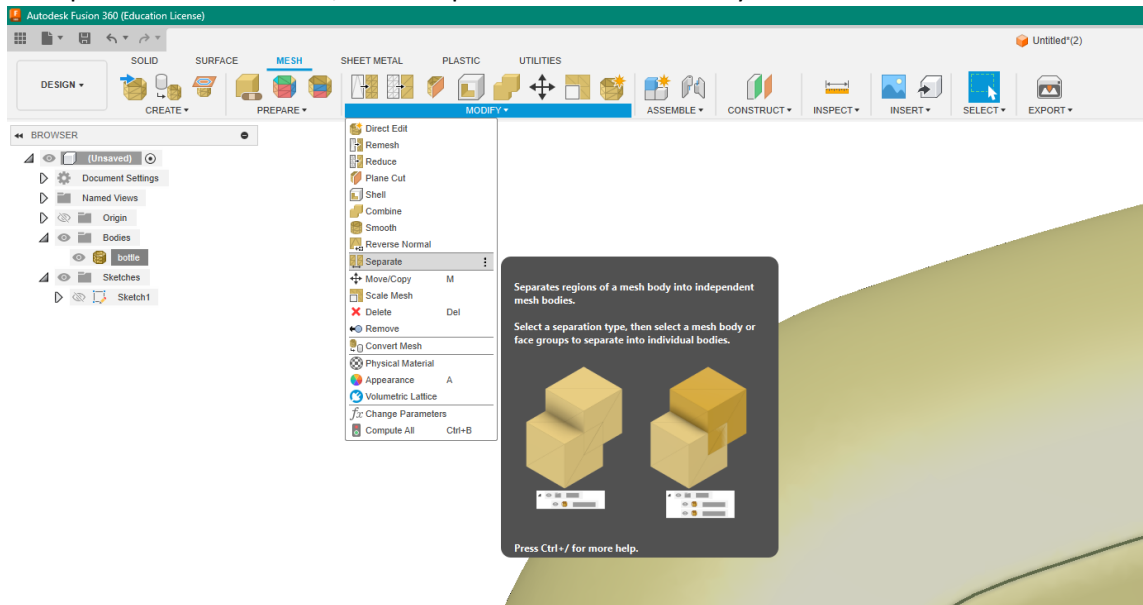 Autodesk Fusion 360 (Education License)
Untitled*(2)
SOLID SURFACE MESH SHEET METAL PLASTIC UTILITIES
DESIGN
CREATE PREPARE MODIFY ASSEMBLE CONSTRUCT INSPECT INSERT SELECT EXPORT
BROWSER
(Unsaved)
Document Settings
Named Views
Origin
Bodies
bottle
Sketches
Sketch1
Direct Edit
Remesh
Reduce
Plane Cut
Shell
Combine
Smooth
Reverse Normal
Separate
Move/Copy M
Scale Mesh
Delete Del
Remove
Convert Mesh
Physical Material
Appearance A
Volumetric Lattice
Change Parameters
Compute All Ctrl+B
Separates regions of a mesh body into independent
mesh bodies.
Select a separation type, then select a mesh body or
face groups to separate into individual bodies.
Press Ctrl+/ for more help.